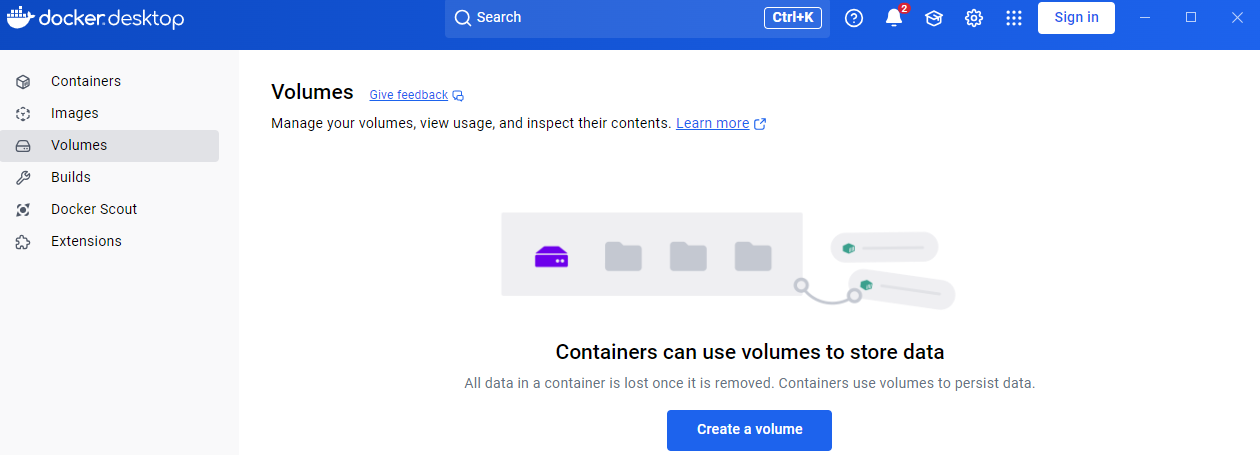 docker.desktop
Search
Ctrl+K
2
Sign in
Containers
Images
Volumes
Builds
Docker Scout
Extensions
Volumes
Give feedback
Manage your volumes, view usage, and inspect their contents. Learn more
Containers can use volumes to store data
All data in a container is lost once it is removed. Containers use volumes to persist data.
Create a volume